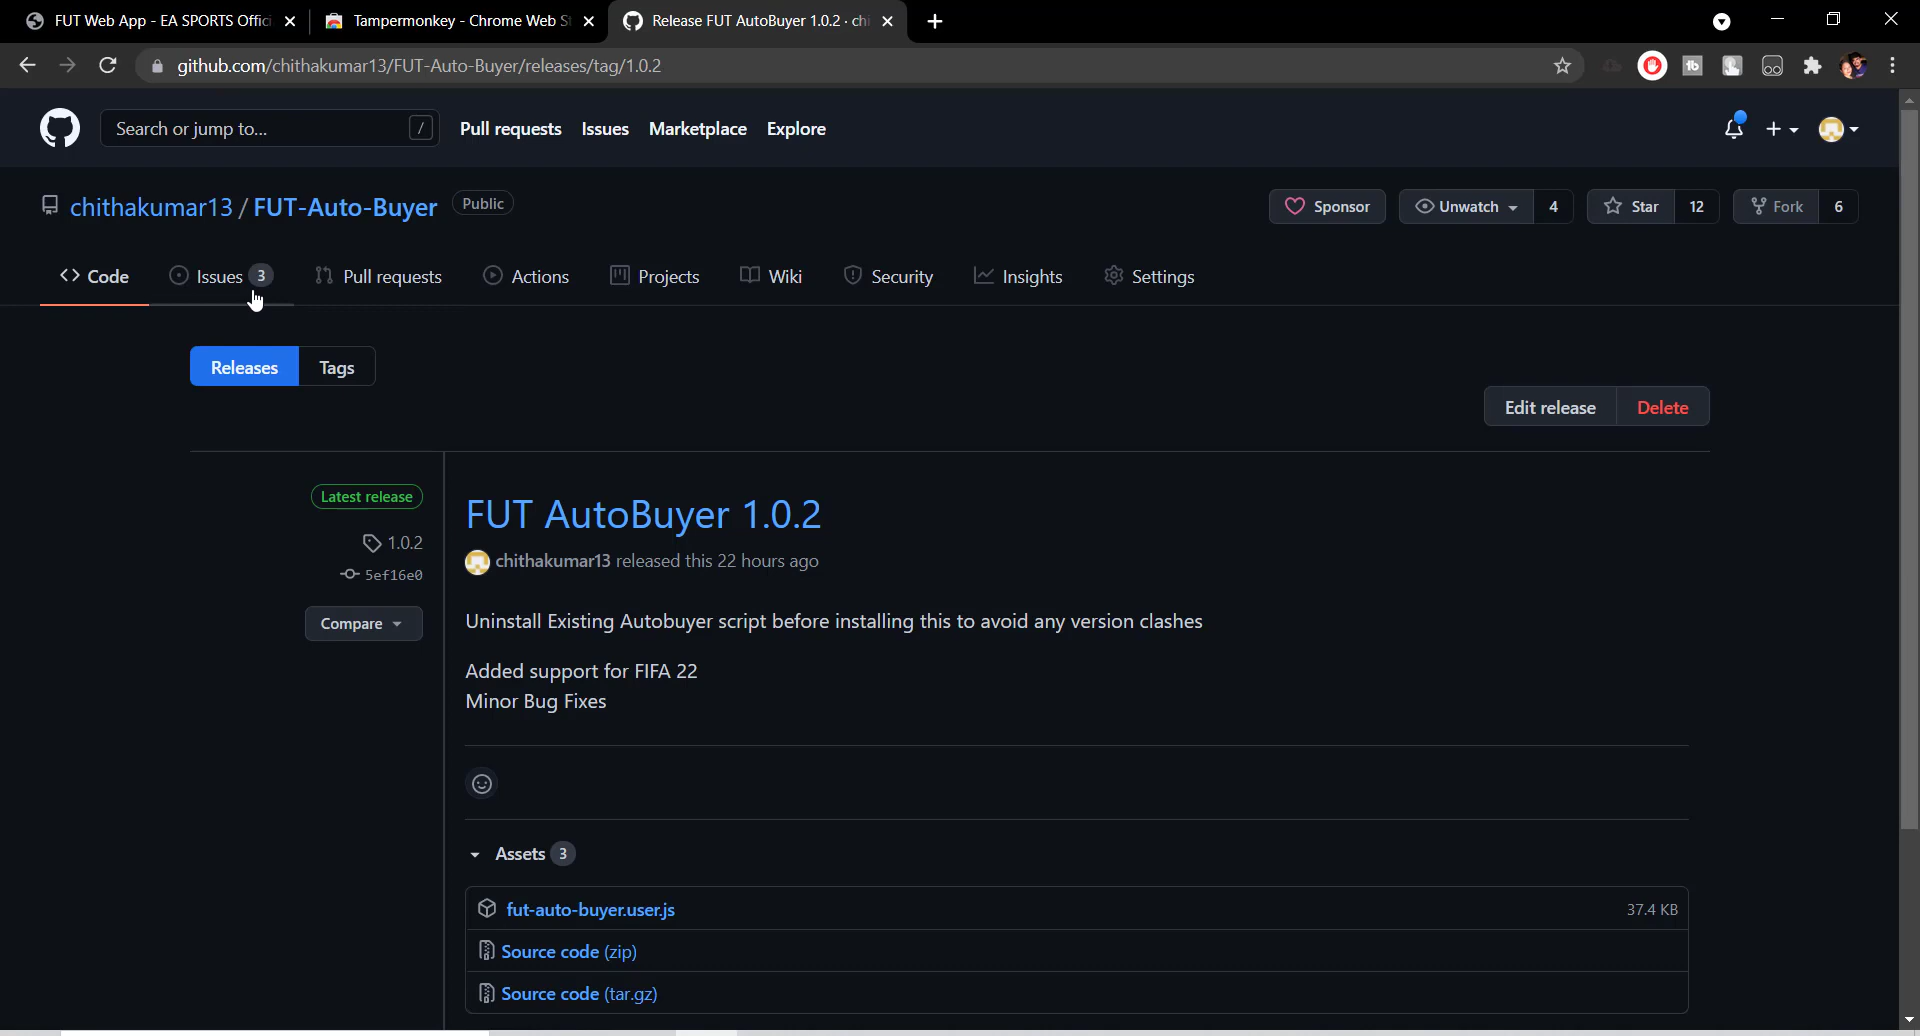 FUT Web App - EA SPORTS Offici
Tampermonkey - Chrome Web S
Release FUT AutoBuyer 1.0.2 · chi
github.com/chithakumar13/FUT-Auto-Buyer/releases/tag/1.0.2
Search or jump to... /
Pull requests Issues Marketplace Explore
chithakumar13 / FUT-Auto-Buyer Public
Sponsor Unwatch 4 Star 12 Fork 6
Code Issues 3 Pull requests Actions Projects Wiki Security Insights Settings
Releases Tags
Edit release Delete
Latest release
1.0.2
5ef16e0
Compare
FUT AutoBuyer 1.0.2
chithakumar13 released this 22 hours ago
Uninstall Existing Autobuyer script before installing this to avoid any version clashes
Added support for FIFA 22
Minor Bug Fixes
Assets 3
fut-auto-buyer.user.js 37.4 KB
Source code (zip)
Source code (tar.gz)